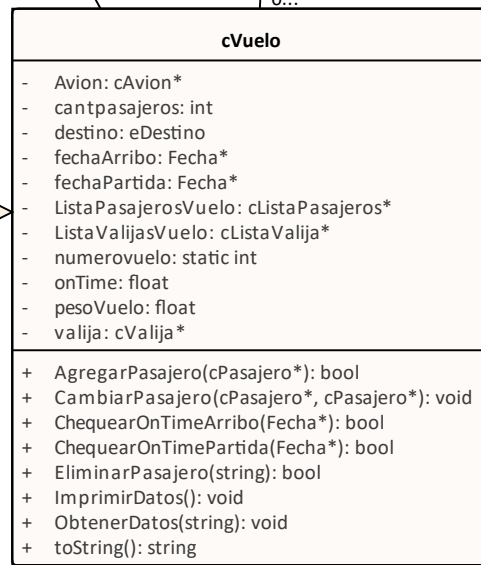 0...
cVuelo
- Avion: cAvion*
- cantpasajeros: int
- destino: eDestino
- fechaArribo: Fecha*
- fechaPartida: Fecha*
- ListaPasajerosVuelo: cListaPasajeros*
- ListaValijasVuelo: cListaValija*
- numerovuelo: static int
- onTime: float
- pesoVuelo: float
- valija: cValija*
+ AgregarPasajero(cPasajero*): bool
+ CambiarPasajero(cPasajero*, cPasajero*): void
+ ChequearOnTimeArribo(Fecha*): bool
+ ChequearOnTimePartida(Fecha*): bool
+ EliminarPasajero(string): bool
+ ImprimirDatos(): void
+ ObtenerDatos(string): void
+ toString(): string